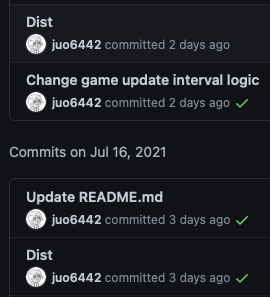 Dist
juo6442 committed 2 days ago
Change game update interval logic
juo6442 committed 2 days ago
Commits on Jul 16, 2021
Update README.md
juo6442 committed 3 days ago
Dist
juo6442 committed 3 days ago